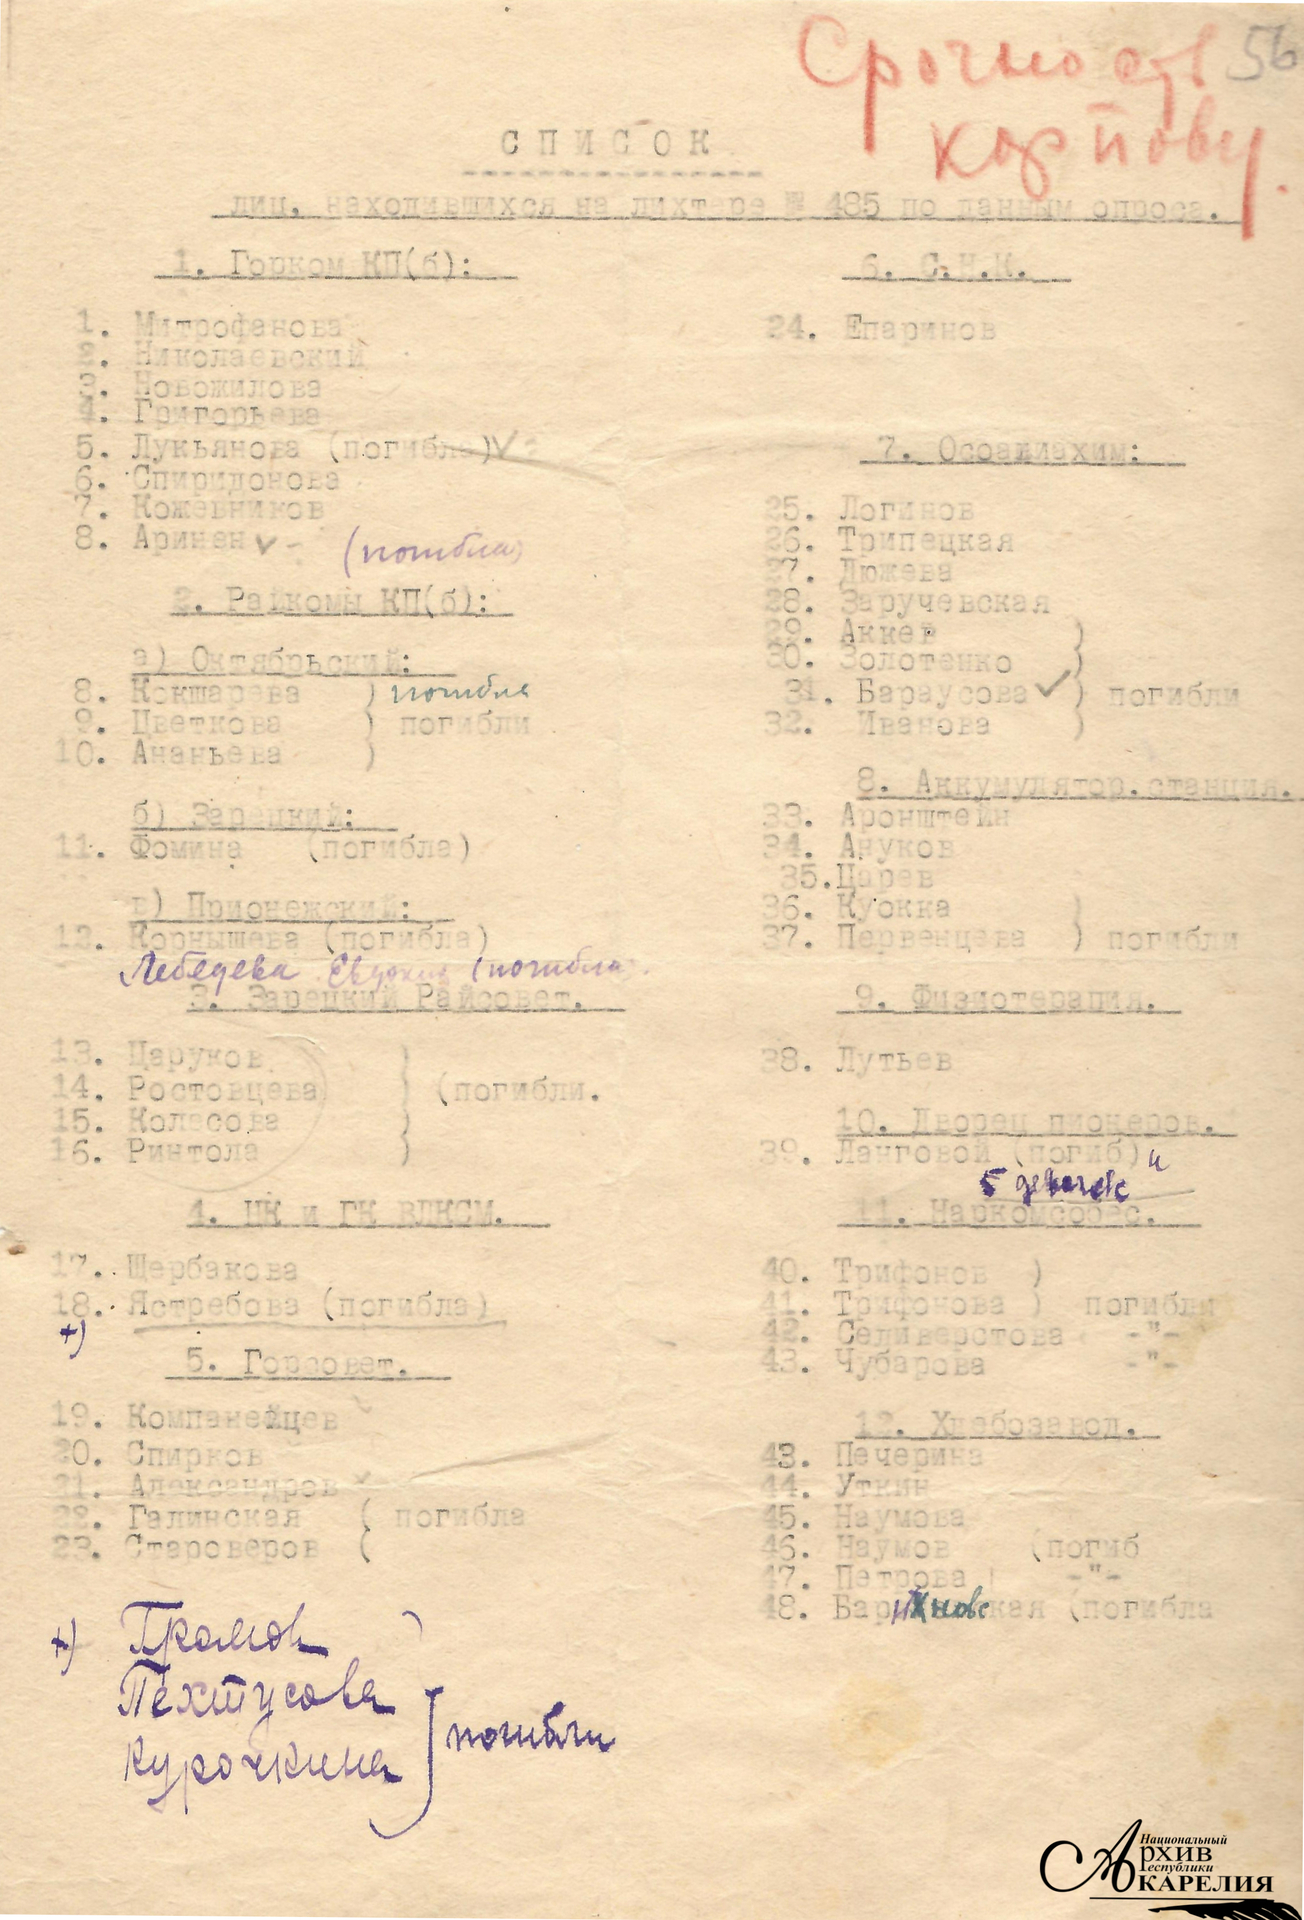 56
Срочно
Карпову.
СПИСОК
лиц, находившихся на лихтере № 485 по данным опроса.
1. Горком КП(б):
1. Митрофанова
2. Николаевский
3. Новожилова
4. Григорьева
5. Лукьянова (погибла)
6. Спиридонова
7. Кожевников
8. Аринен - (погибла)
2. Райкомы КП(б):
а) Октябрьский:
8. Кокшарева ) погибла
9. Цветкова ) погибли
10. Ананьева )
б) Зарецкий:
11. Фомина (погибла)
в) Прионежский:
12. Корнышева (погибла)
Лебедева Евдокия (погибла).
3. Зарецкий Райсовет.
13. Царуков )
14. Ростовцева ) (погибли.
15. Колесова )
16. Ринтола )
4. ЦК и ГК ВЛКСМ.
17. Щербакова
18. Ястребова (погибла)
+)
5. Горсовет.
19. Компанейцев
20. Спирков
21. Александров
22. Галинская ( погибла
23. Староверов (
+) Громов
Пехтусова
Курочкина
погибли
6. С.Н.К.
24. Епаринов
7. Осоавиахим:
25. Логинов
26. Трипецкая
27. Дюжева
28. Заручевская
29. Аккев )
30. Золотенко )
31. Бараусова ) погибли
32. Иванова )
8. Аккумулятор.станция.
33. Аронштейн
34. Ануков
35. Царев
36. Куокка )
37. Первенцева ) погибли
9. Физиотерапия.
38. Лутьев
10. Дворец пионеров.
39. Ланговой (погиб) и
5 девочек
11. Наркомсобес.
40. Трифонов )
41. Трифонова ) погибли
42. Селиверстова -"-
43. Чубарова -"-
12. Хлебозавод.
43. Печерина
44. Уткин
45. Наумова
46. Наумов (погиб
47. Петрова -"-
48. (погибла
Национальный
Архив
Республики
КАРЕЛИЯ